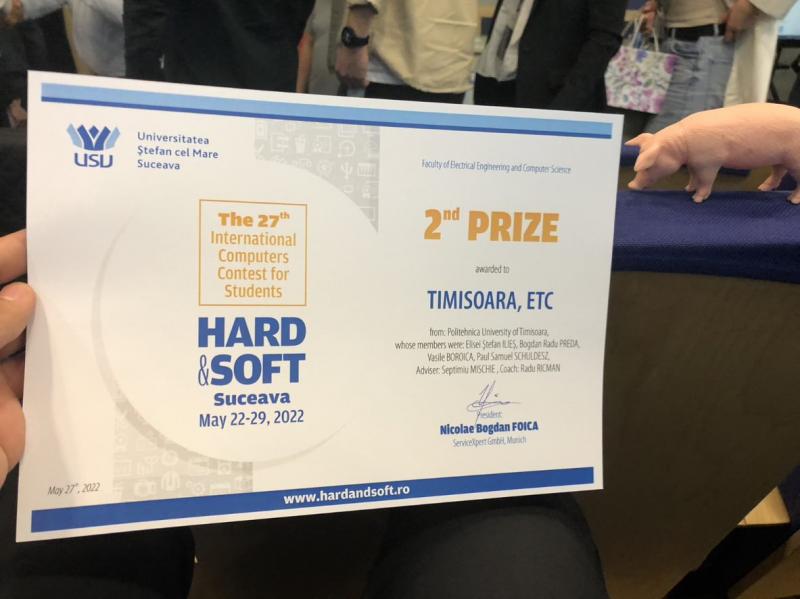 USU
Universitatea
Ştefan cel Mare
Suceava
The 27th
International
Computers
Contest for
Students
HARD
&SOFT
Suceava
May 22-29, 2022
May 27th, 2022
Faculty of Electrical Engineering and Computer Science
2nd PRIZE
awarded to
TIMISOARA, ETC
from: Politehnica University of Timisoara,
whose members were: Elisei Ştefan ILIEŞ, Bogdan Radu PREDA,
Vasile BOROICA, Paul Samuel SCHULDESZ,
Adviser: Septimiu MISCHIE , Coach: Radu RICMAN
President:
Nicolae Bogdan FOICA
ServiceXpert GmbH, Munich
www.hardandsoft.ro